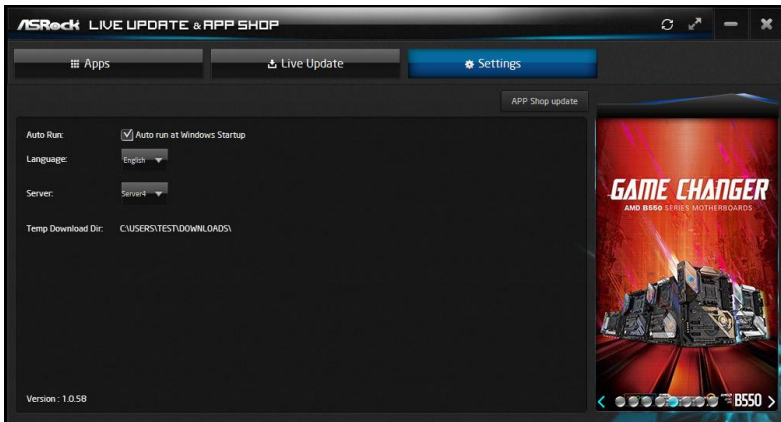 ASRock LIVE UPDATE & APP SHOP
Apps
Live Update
Settings
APP Shop update
Auto Run:
Auto run at Windows Startup
Language:
English
Server:
Server4
Temp Download Dir:
C:\USERS\TEST\DOWNLOADS\
GAME CHANGER
AMD B550 SERIES MOTHERBOARDS
B550
Version : 1.0.58